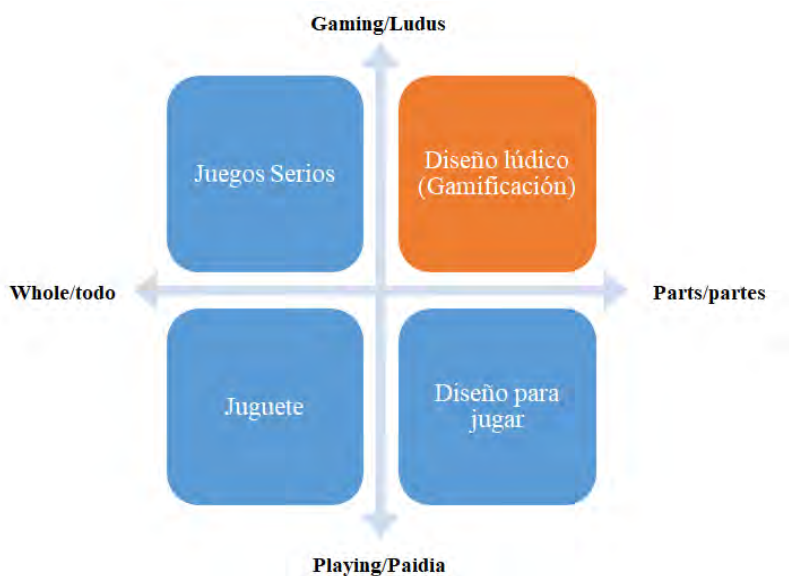 Gaming/Ludus
Juegos Serios
Diseño lúdico
(Gamificación)
Whole/todo
Parts/partes
Juguete
Diseño para
jugar
Playing/Paidia